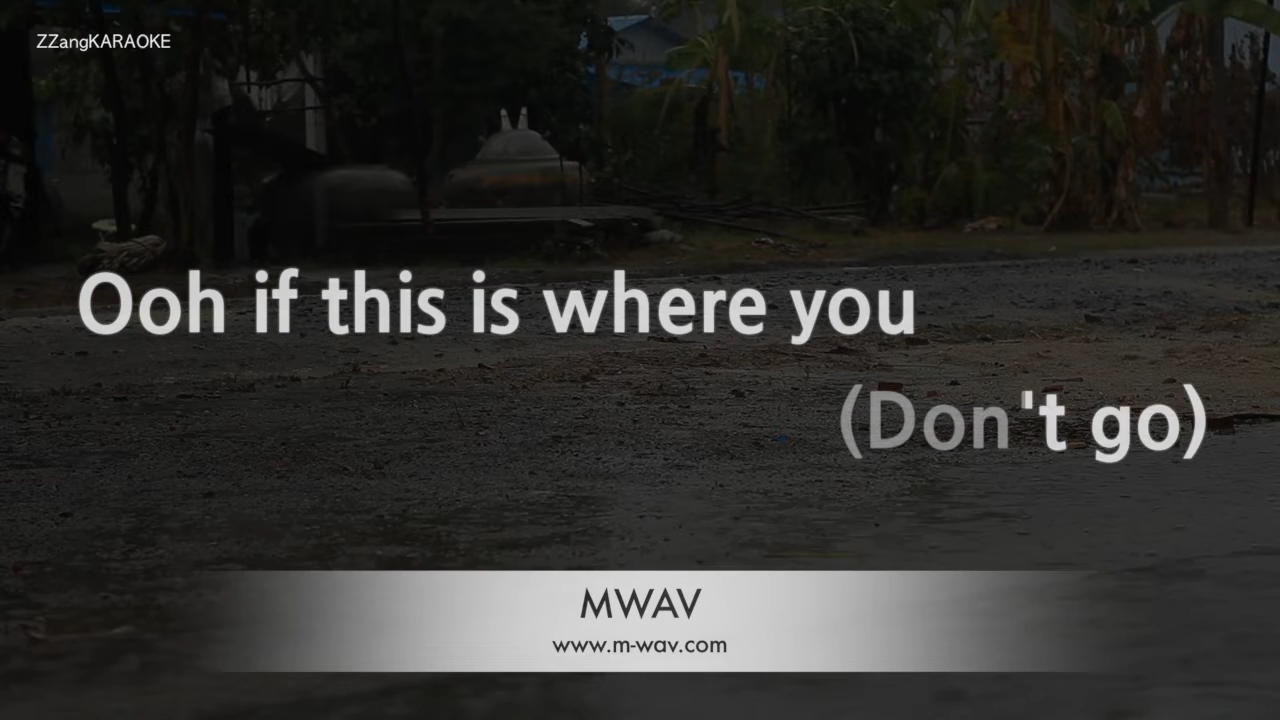 ZZangKARAOKE
Ooh if this is where you
(Don't go)
MWAV
www.m-wav.com